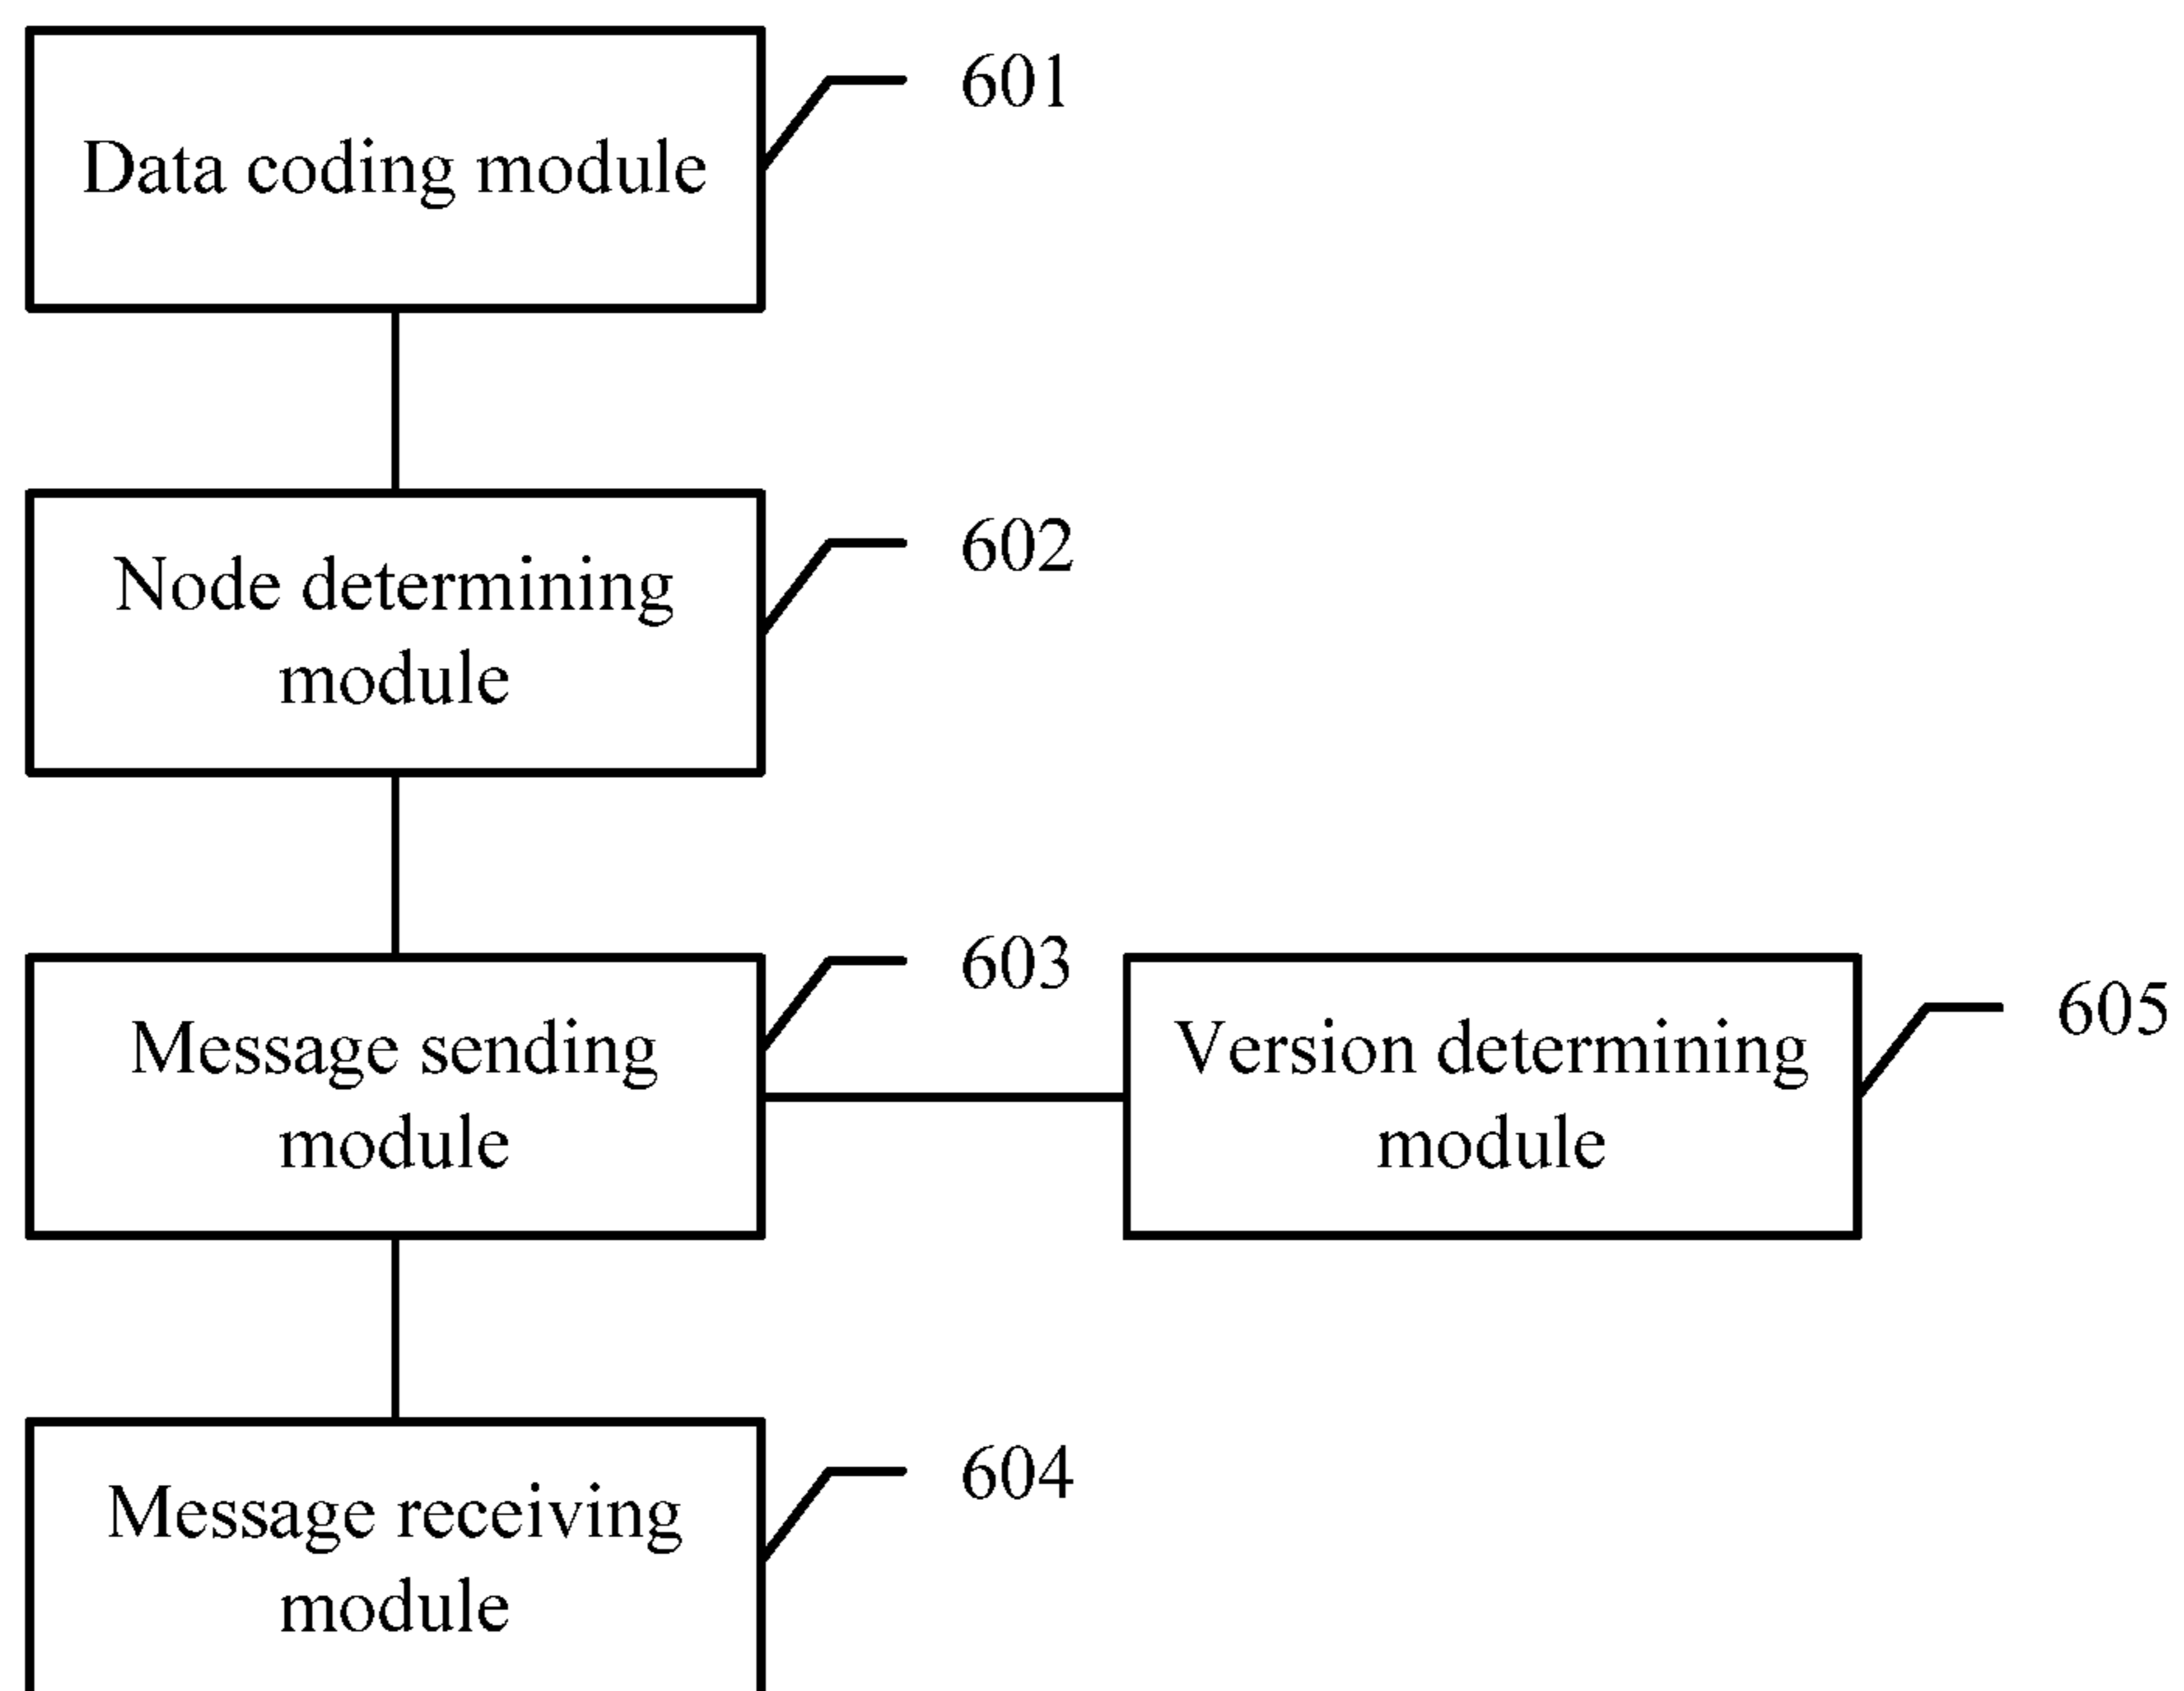 601
Data coding module
602
Node determining
module
603
Message sending
module
605
Version determining
module
604
Message receiving
module